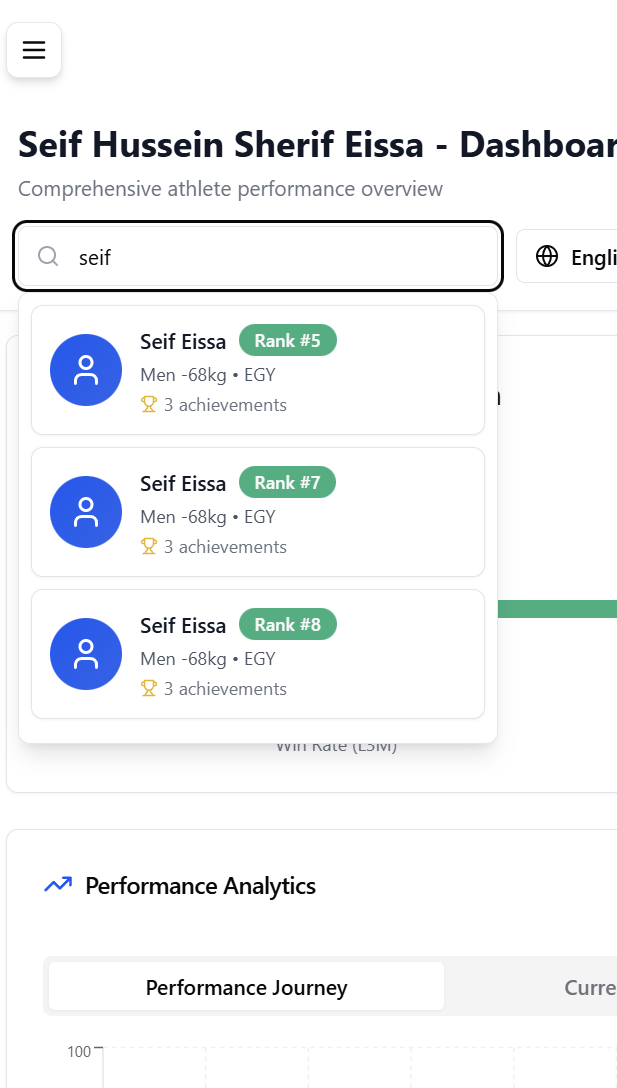 Seif Hussein Sherif Eissa - Dashboar
Comprehensive athlete performance overview
seif
Engli
Seif Eissa Rank #5
Men -68kg • EGY
3 achievements
Seif Eissa Rank #7
Men -68kg • EGY
3 achievements
Seif Eissa Rank #8
Men -68kg • EGY
3 achievements
Win Rate (L3M)
Performance Analytics
Performance Journey
Curre
100